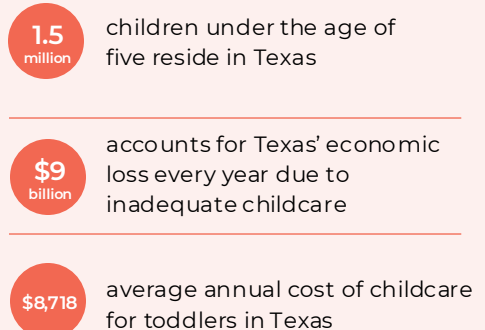 1.5
million
children under the age of
five reside in Texas
$9
billion
accounts for Texas’ economic
loss every year due to
inadequate childcare
$8,718
average annual cost of childcare
for toddlers in Texas